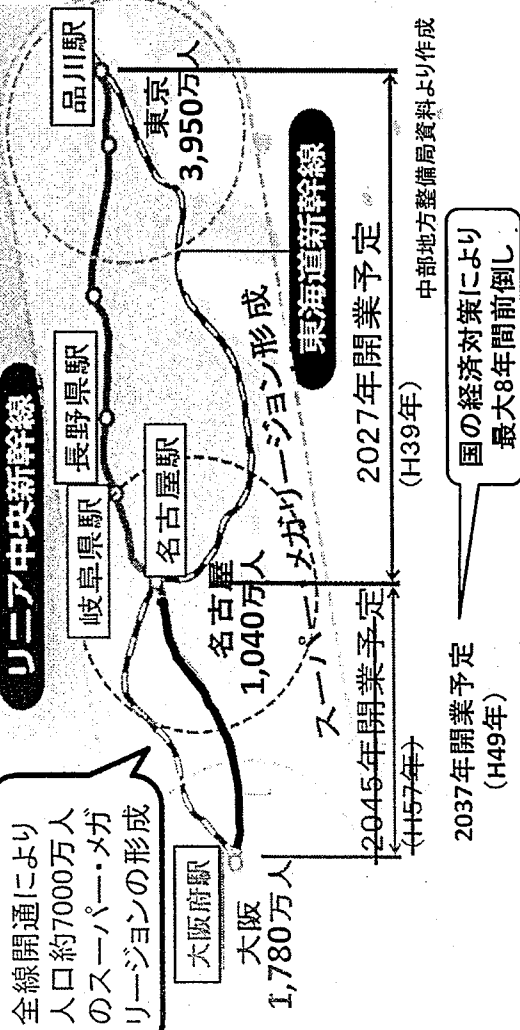 リニア中央新幹線
全線開通により
人口約7000万人
のスーパー・メガ
リージョンの形成
岐阜県駅
長野県駅
品川駅
大阪府駅
名古屋駅
東京
3,950万人
名古屋
1,040万人
大阪
1,780万人
東海道新幹線
スーパー・メガリージョン形成
2045年開業予定
(H57年)
2027年開業予定
(H39年)
2037年開業予定
(H49年)
国の経済対策により
最大8年間前倒し
中部地方整備局資料より作成